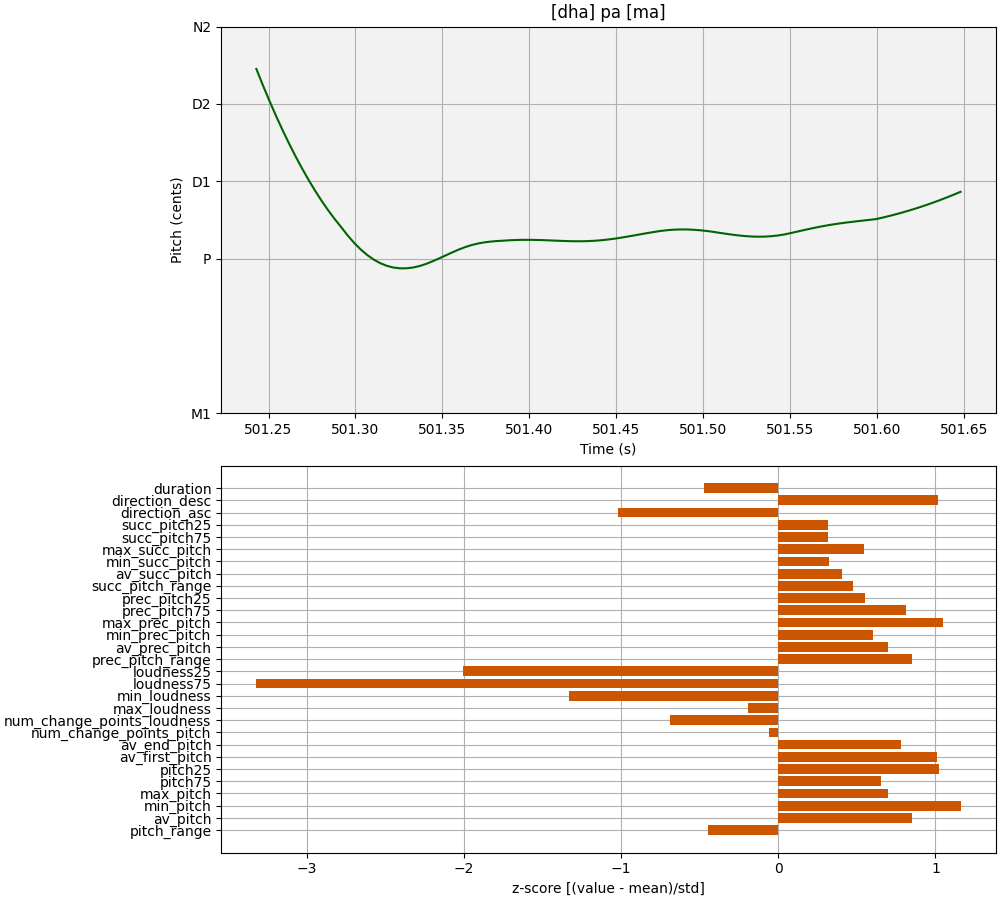 [dha] pa [ma]
N2
D2
D1
P
M1
Pitch (cents)
501.25 501.30 501.35 501.40 501.45 501.50 501.55 501.60 501.65
Time (s)
duration
direction_desc
direction_asc
succ_pitch25
succ_pitch75
max_succ_pitch
min_succ_pitch
av_succ_pitch
succ_pitch_range
prec_pitch25
prec_pitch75
max_prec_pitch
min_prec_pitch
av_prec_pitch
prec_pitch_range
loudness25
loudness75
min_loudness
max_loudness
num_change_points_loudness
num_change_points_pitch
av_end_pitch
av_first_pitch
pitch25
pitch75
max_pitch
min_pitch
av_pitch
pitch_range
−3 −2 −1 0 1
z-score [(value - mean)/std]